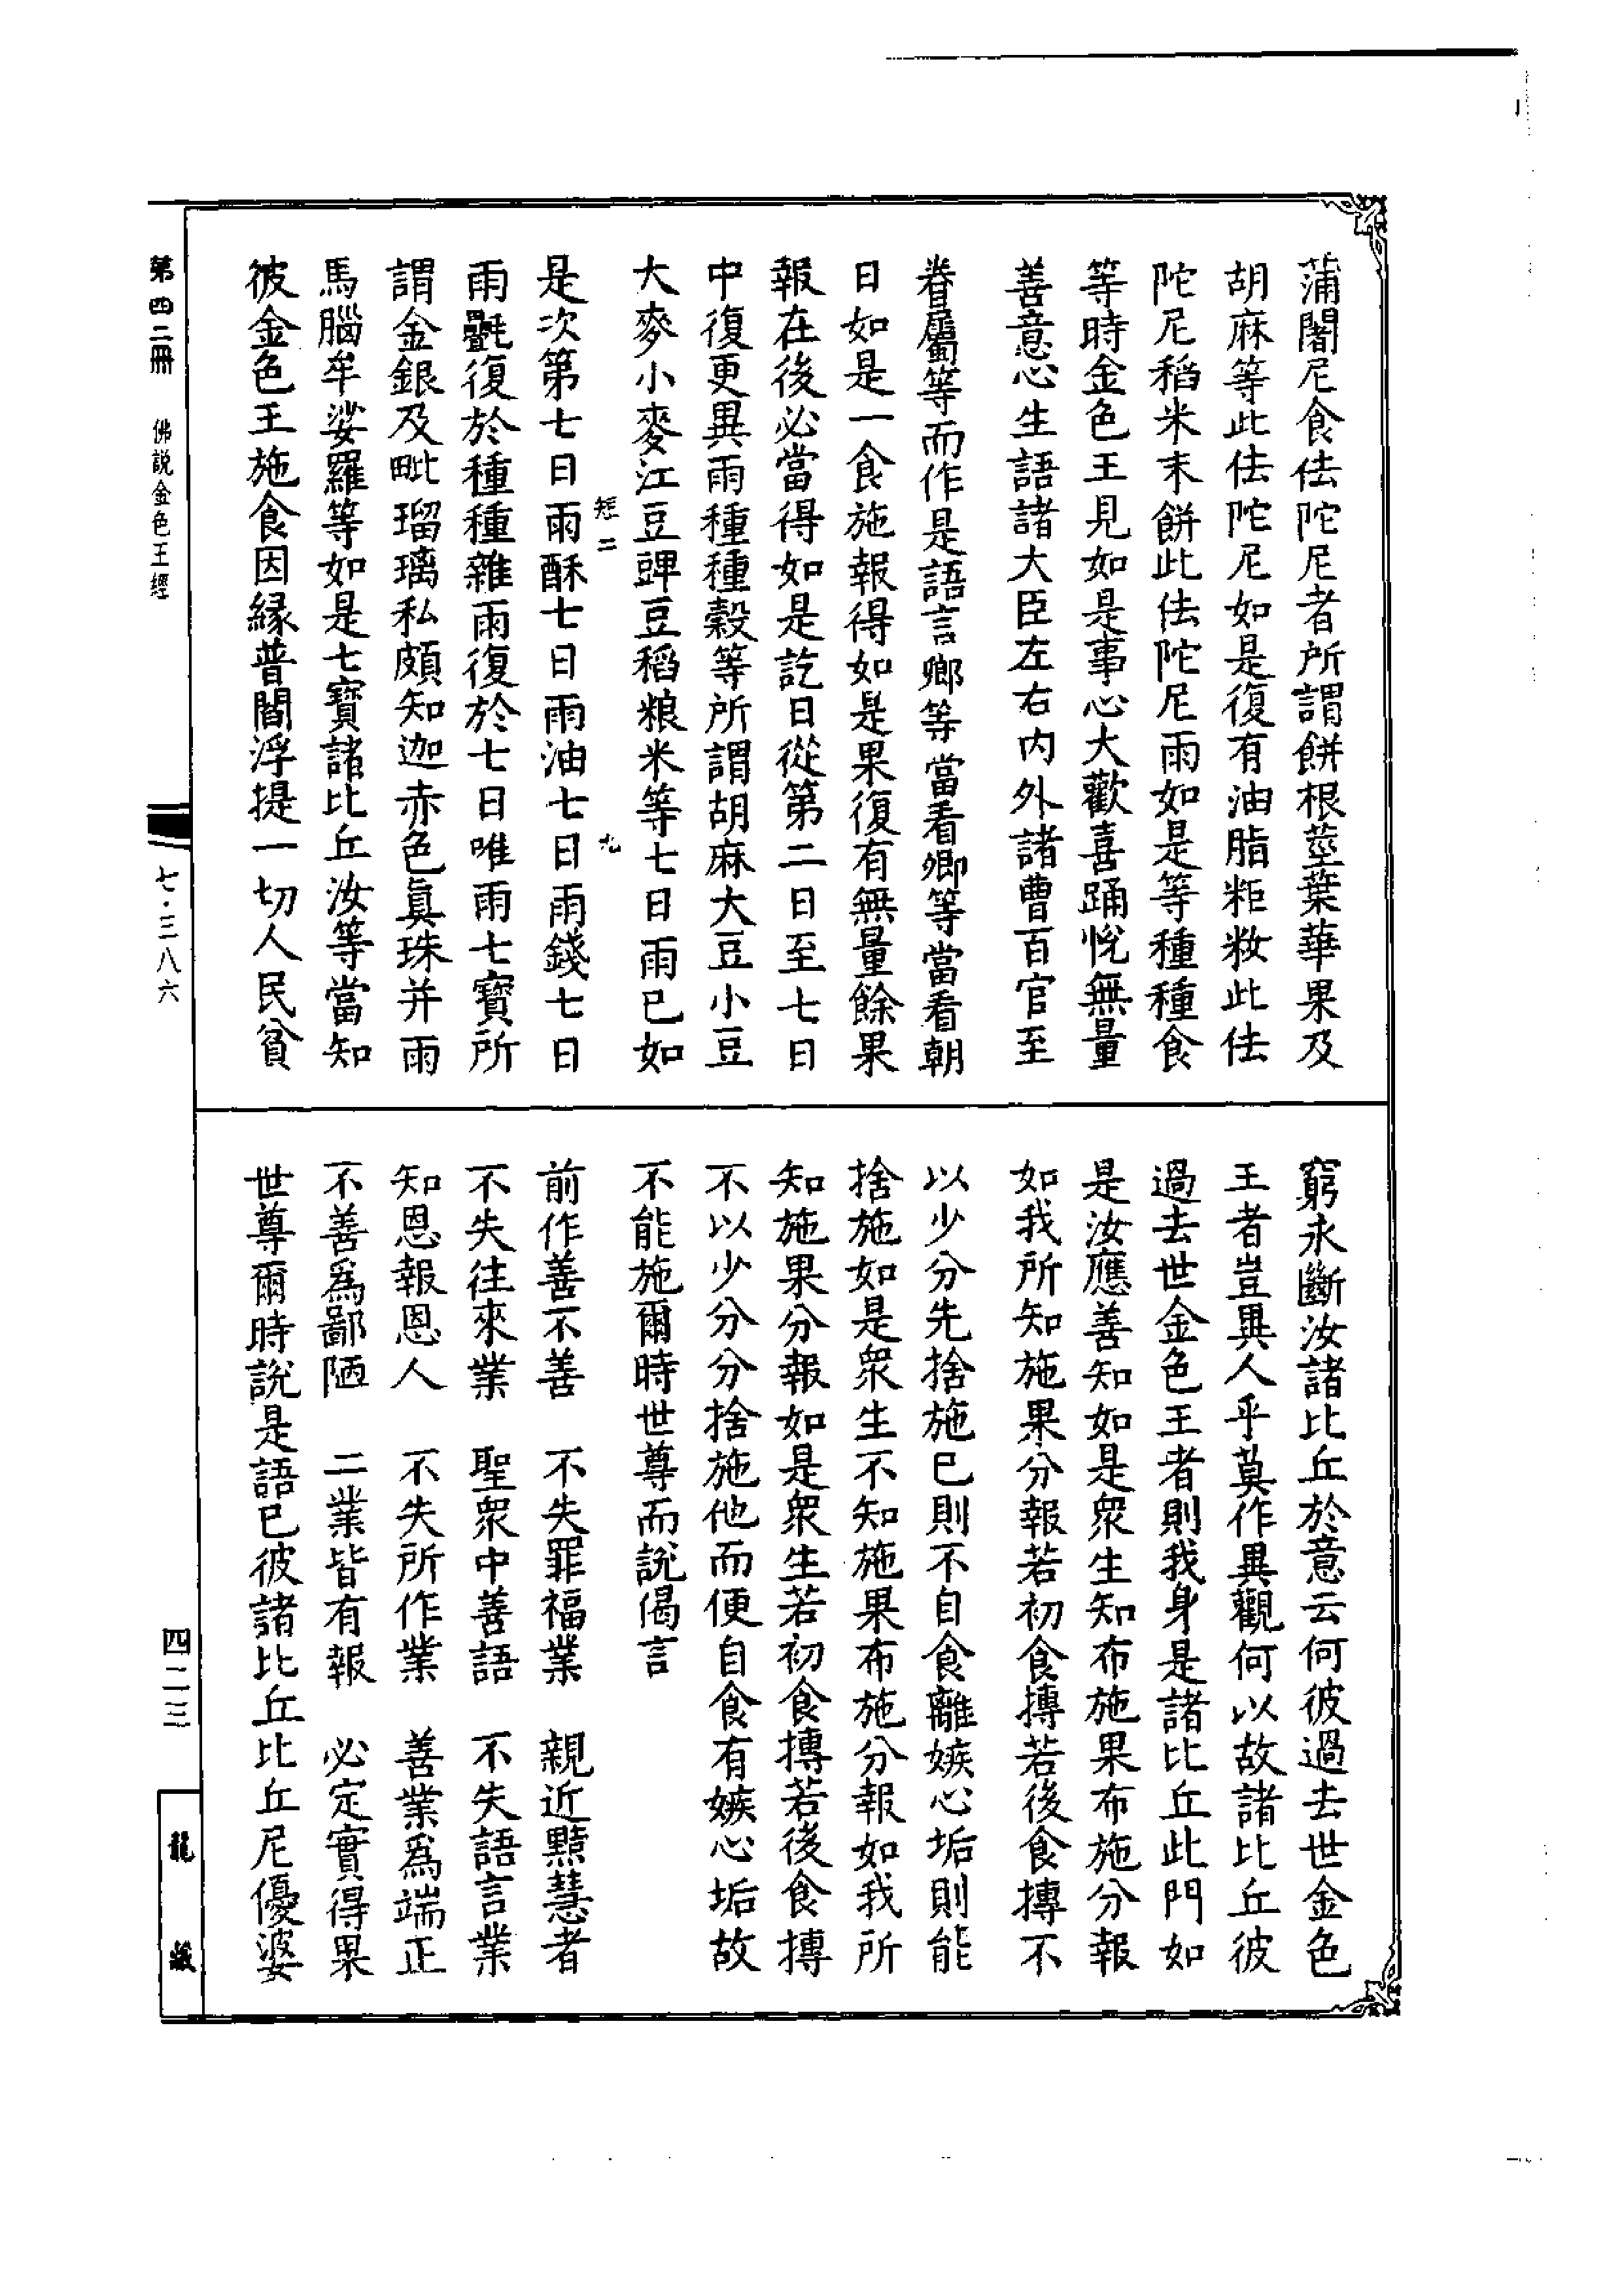 蒲闍尼食佉陀尼者所謂餅根莖葉華果及
胡麻等此佉陀尼如是復有油脂粔籹此佉
陀尼稻米末餅此佉陀尼雨如是等種種食
等時金色王見如是事心大歡喜踊悅無量
善意心生語諸大臣左右内外諸曹百官至
眷屬等而作是語言鄉等當看卿等當看朝
日如是一食施報得如是果復有無量餘果
報在後必當得如是訖日從第二日至七日
中復更異雨種種穀等所謂胡麻大豆小豆
大麥小麥江豆豍豆稻粮米等七日雨已如
短二 九
是次第七日雨酥七日雨油七日雨錢七日
雨氎復於種種雜雨復於七日唯雨七寶所
謂金銀及毗瑠璃私頗知迦赤色真珠并雨
馬腦牟娑羅等如是七寶諸比丘汝等當知
彼金色王施食因緣普閻浮提一切人民貧
窮永斷汝諸比丘於意云何彼過去世金色
王者豈異人乎莫作異觀何以故諸比丘彼
過去世金色王者則我身是諸比丘此門如
是汝應善知如是衆生知布施果布施分報
如我所知施果分報若初食摶若後食摶不
以少分先捨施已則不自食離嫉心垢則能
捨施如是衆生不知施果布施分報如我所
知施果分報如是衆生若初食摶若後食摶
不以少分分捨施他而便自食有嫉心垢故
不能施爾時世尊而說偈言
前作善不善 不失罪福業 親近黠慧者
不失往來業 聖衆中善語 不失語言業
知恩報恩人 不失所作業 善業爲端正
不善爲鄙陋 二業皆有報 必定實得果
世尊爾時説是語已彼諸比丘比丘尼優婆
第四二冊 佛説金色王經 七·三八六 四二三
龍藏